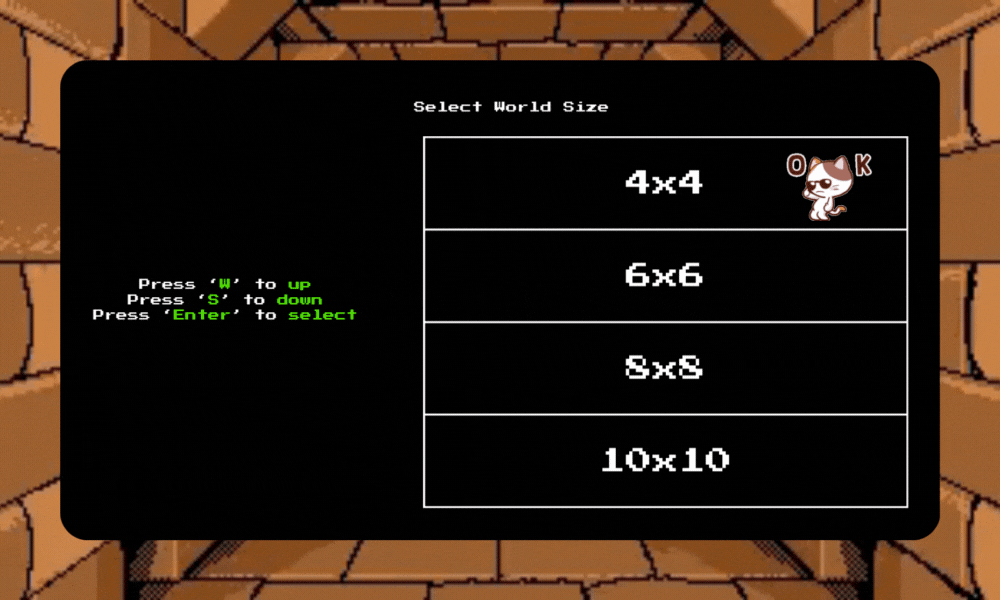 Select World Size
4x4
O K
6x6
Press ‘W’ to up
Press ‘S’ to down
Press ‘Enter’ to select
8x8
10x10